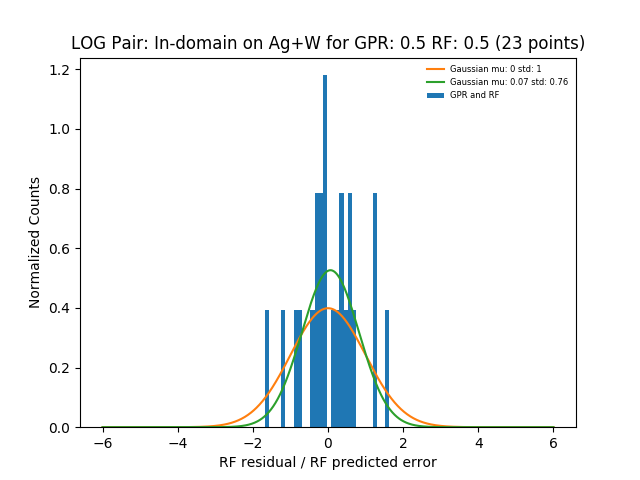 LOG Pair: In-domain on Ag+W for GPR: 0.5 RF: 0.5 (23 points)
Gaussian mu: 0 std: 1
Gaussian mu: 0.07 std: 0.76
GPR and RF
Normalized Counts
1.2
1.0
0.8
0.6
0.4
0.2
0.0
−6
−4
−2
0
2
4
6
RF residual / RF predicted error